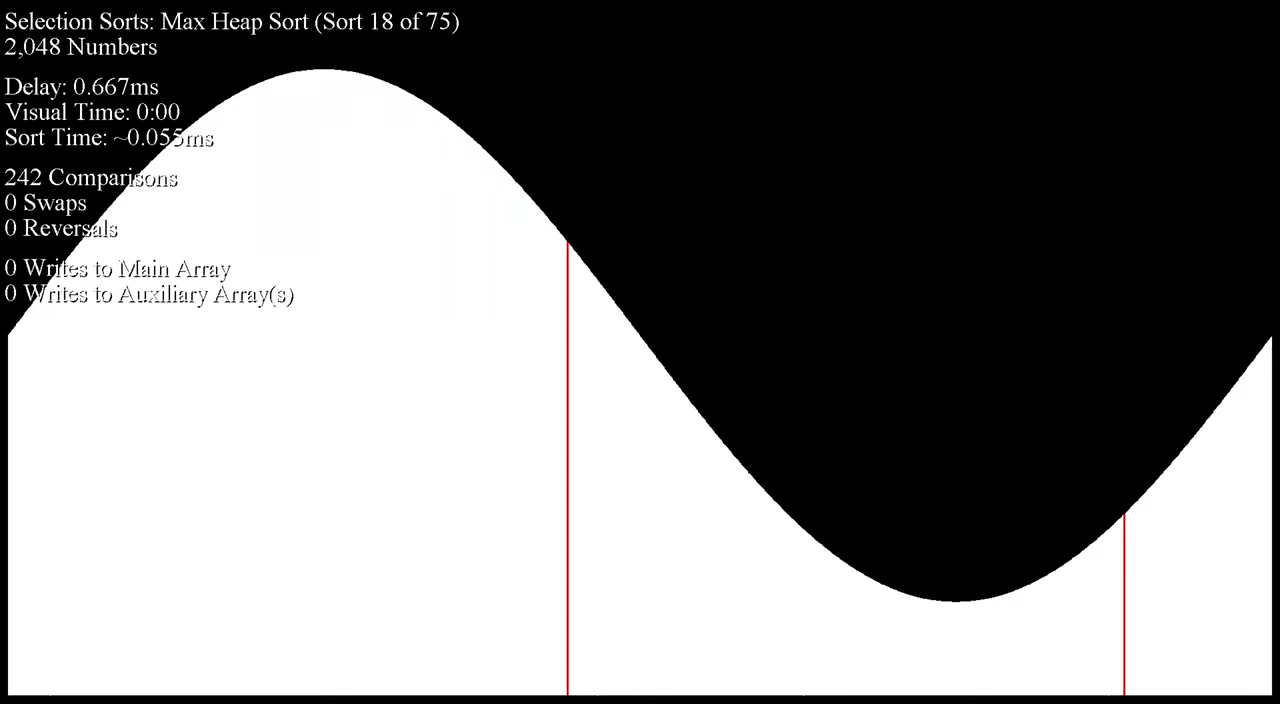 Selection Sorts: Max Heap Sort (Sort 18 of 75)
2,048 Numbers
Delay: 0.667ms
Visual Time: 0:00
Sort Time: ~0.055ms
242 Comparisons
0 Swaps
0 Reversals
0 Writes to Main Array
0 Writes to Auxiliary Array(s)